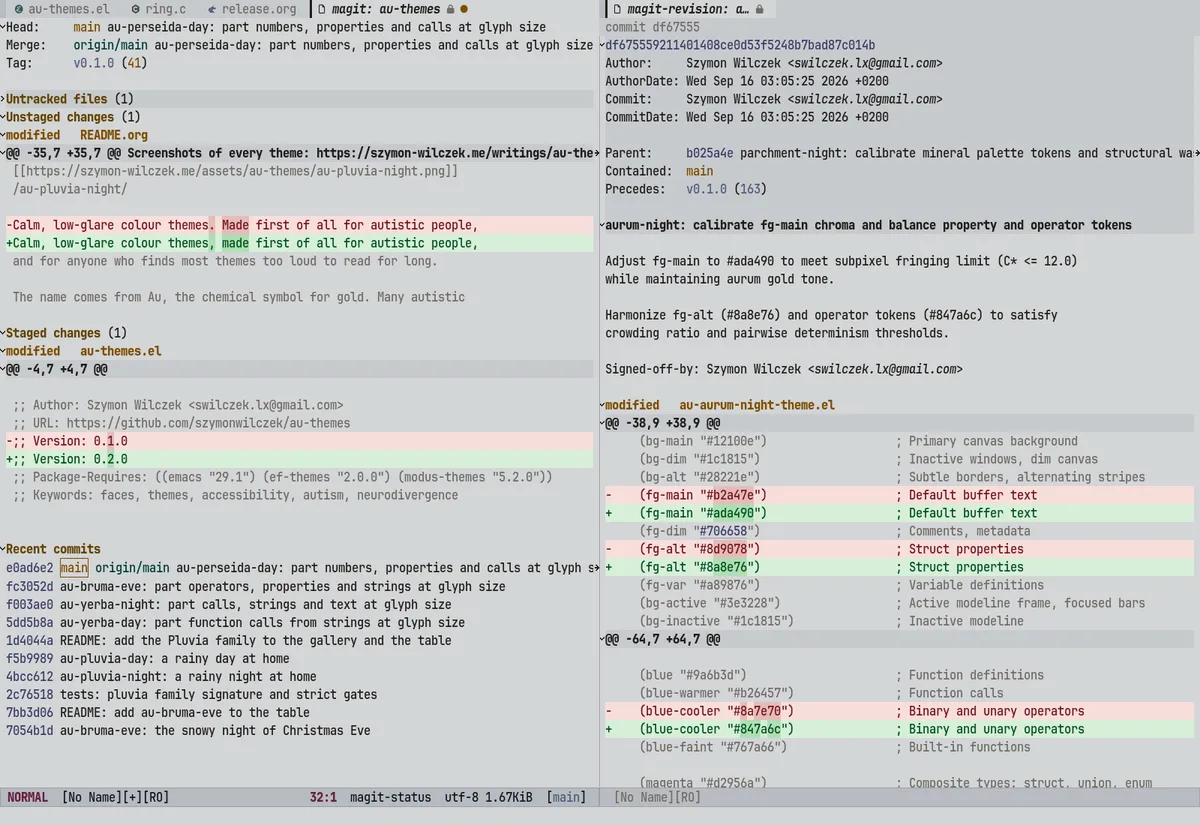 au-themes.el ring.c release.org magit: au-themes
Head: main au-perseida-day: part numbers, properties and calls at glyph size
Merge: origin/main au-perseida-day: part numbers, properties and calls at glyph size
Tag: v0.1.0 (41)
Untracked files (1)
Unstaged changes (1)
modified README.org
@@ -35,7 +35,7 @@ Screenshots of every theme: https://szymon-wilczek.me/writings/au-the
[[https://szymon-wilczek.me/assets/au-themes/au-pluvia-night.png]]
/au-pluvia-night/
-Calm, low-glare colour themes. Made first of all for autistic people,
+Calm, low-glare colour themes, made first of all for autistic people,
and for anyone who finds most themes too loud to read for long.
The name comes from Au, the chemical symbol for gold. Many autistic
Staged changes (1)
modified au-themes.el
@@ -4,7 +4,7 @@
;; Author: Szymon Wilczek <swilczek.lx@gmail.com>
;; URL: https://github.com/szymonwilczek/au-themes
-;; Version: 0.1.0
+;; Version: 0.2.0
;; Package-Requires: ((emacs "29.1") (ef-themes "2.0.0") (modus-themes "5.2.0"))
;; Keywords: faces, themes, accessibility, autism, neurodivergence
Recent commits
e0ad6e2 main origin/main au-perseida-day: part numbers, properties and calls at glyph s
fc3052d au-bruma-eve: part operators, properties and strings at glyph size
f003ae0 au-yerba-night: part calls, strings and text at glyph size
5dd5b8a au-yerba-day: part function calls from strings at glyph size
1d4044a README: add the Pluvia family to the gallery and the table
f5b9989 au-pluvia-day: a rainy day at home
4bcc612 au-pluvia-night: a rainy night at home
2c76518 tests: pluvia family signature and strict gates
7bb3d06 README: add au-bruma-eve to the table
7054b1d au-bruma-eve: the snowy night of Christmas Eve
NORMAL [No Name][+][RO] 32:1 magit-status utf-8 1.67KiB [main]
magit-revision: a…
commit df67555
df675559211401408ce0d53f5248b7bad87c014b
Author: Szymon Wilczek <swilczek.lx@gmail.com>
AuthorDate: Wed Sep 16 03:05:25 2026 +0200
Commit: Szymon Wilczek <swilczek.lx@gmail.com>
CommitDate: Wed Sep 16 03:05:25 2026 +0200
Parent: b025a4e parchment-night: calibrate mineral palette tokens and structural wa
Contained: main
Precedes: v0.1.0 (163)
aurum-night: calibrate fg-main chroma and balance property and operator tokens
Adjust fg-main to #ada490 to meet subpixel fringing limit (C* <= 12.0)
while maintaining aurum gold tone.
Harmonize fg-alt (#8a8e76) and operator tokens (#847a6c) to satisfy
crowding ratio and pairwise determinism thresholds.
Signed-off-by: Szymon Wilczek <swilczek.lx@gmail.com>
modified au-aurum-night-theme.el
@@ -38,9 +38,9 @@
(bg-main "#12100e") ; Primary canvas background
(bg-dim "#1c1815") ; Inactive windows, dim canvas
(bg-alt "#28221e") ; Subtle borders, alternating stripes
- (fg-main "#b2a47e") ; Default buffer text
+ (fg-main "#ada490") ; Default buffer text
(fg-dim "#706658") ; Comments, metadata
- (fg-alt "#8d9078") ; Struct properties
+ (fg-alt "#8a8e76") ; Struct properties
(fg-var "#a89876") ; Variable definitions
(bg-active "#3e3228") ; Active modeline frame, focused bars
(bg-inactive "#1c1815") ; Inactive modeline
@@ -64,7 +64,7 @@
(blue "#9a6b3d") ; Function definitions
(blue-warmer "#b26457") ; Function calls
- (blue-cooler "#8a7e70") ; Binary and unary operators
+ (blue-cooler "#847a6c") ; Binary and unary operators
(blue-faint "#767a66") ; Built-in functions
(magenta "#d2956a") ; Composite types: struct, union, enum
[No Name][RO]